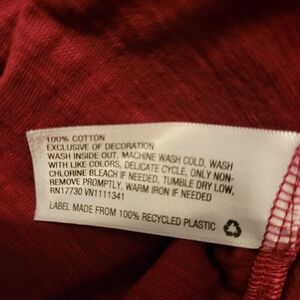 100% COTTON
EXCLUSIVE OF DECORATION
WASH INSIDE OUT, MACHINE WASH COLD, WASH
WITH LIKE COLORS, DELICATE CYCLE, ONLY NON-
CHLORINE BLEACH IF NEEDED, TUMBLE DRY LOW,
REMOVE PROMPTLY, WARM IRON IF NEEDED
RN17730 VN1111341
LABEL MADE FROM 100% RECYCLED PLASTIC